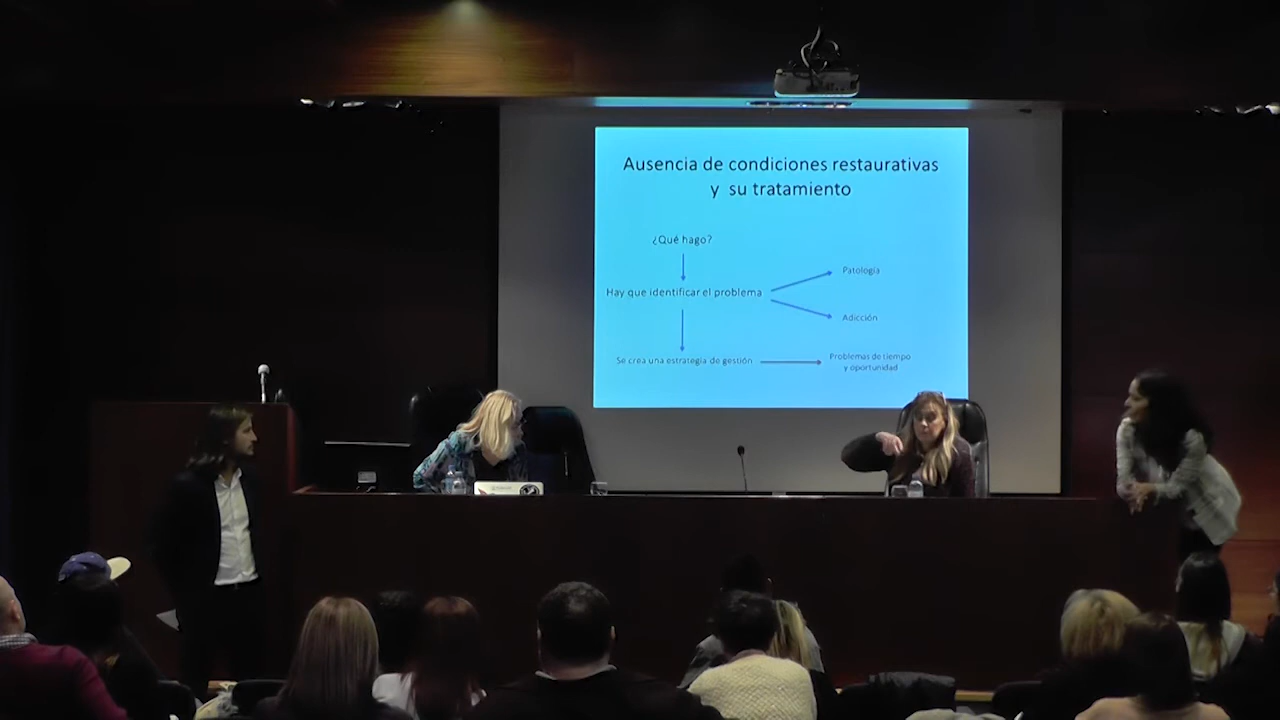 Ausencia de condiciones restaurativas
y su tratamiento
¿Qué hago?
Patología
Hay que identificar el problema
Adicción
Se crea una estrategia de gestión
Problemas de tiempo
y oportunidad